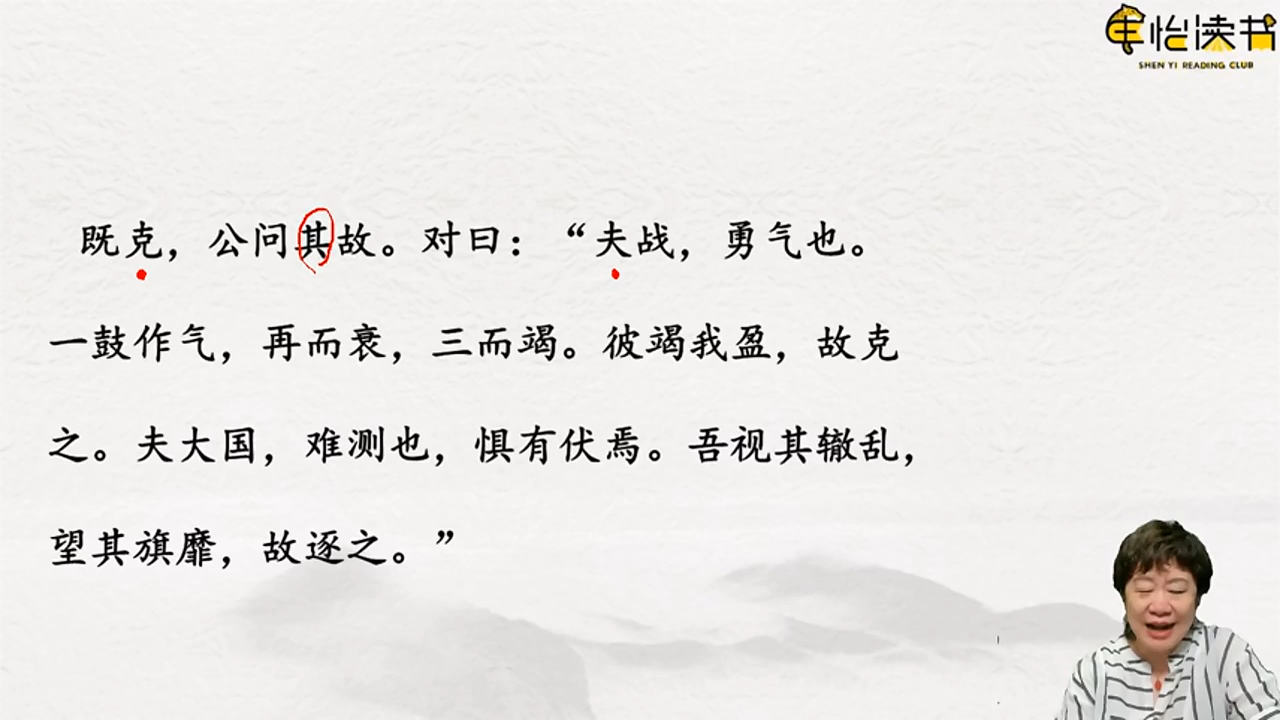 申怡读书
SHEN YI READING CLUB
既克，公问其故。对曰：“夫战，勇气也。
一鼓作气，再而衰，三而竭。彼竭我盈，故克
之。夫大国，难测也，惧有伏焉。吾视其辙乱，
望其旗靡，故逐之。”